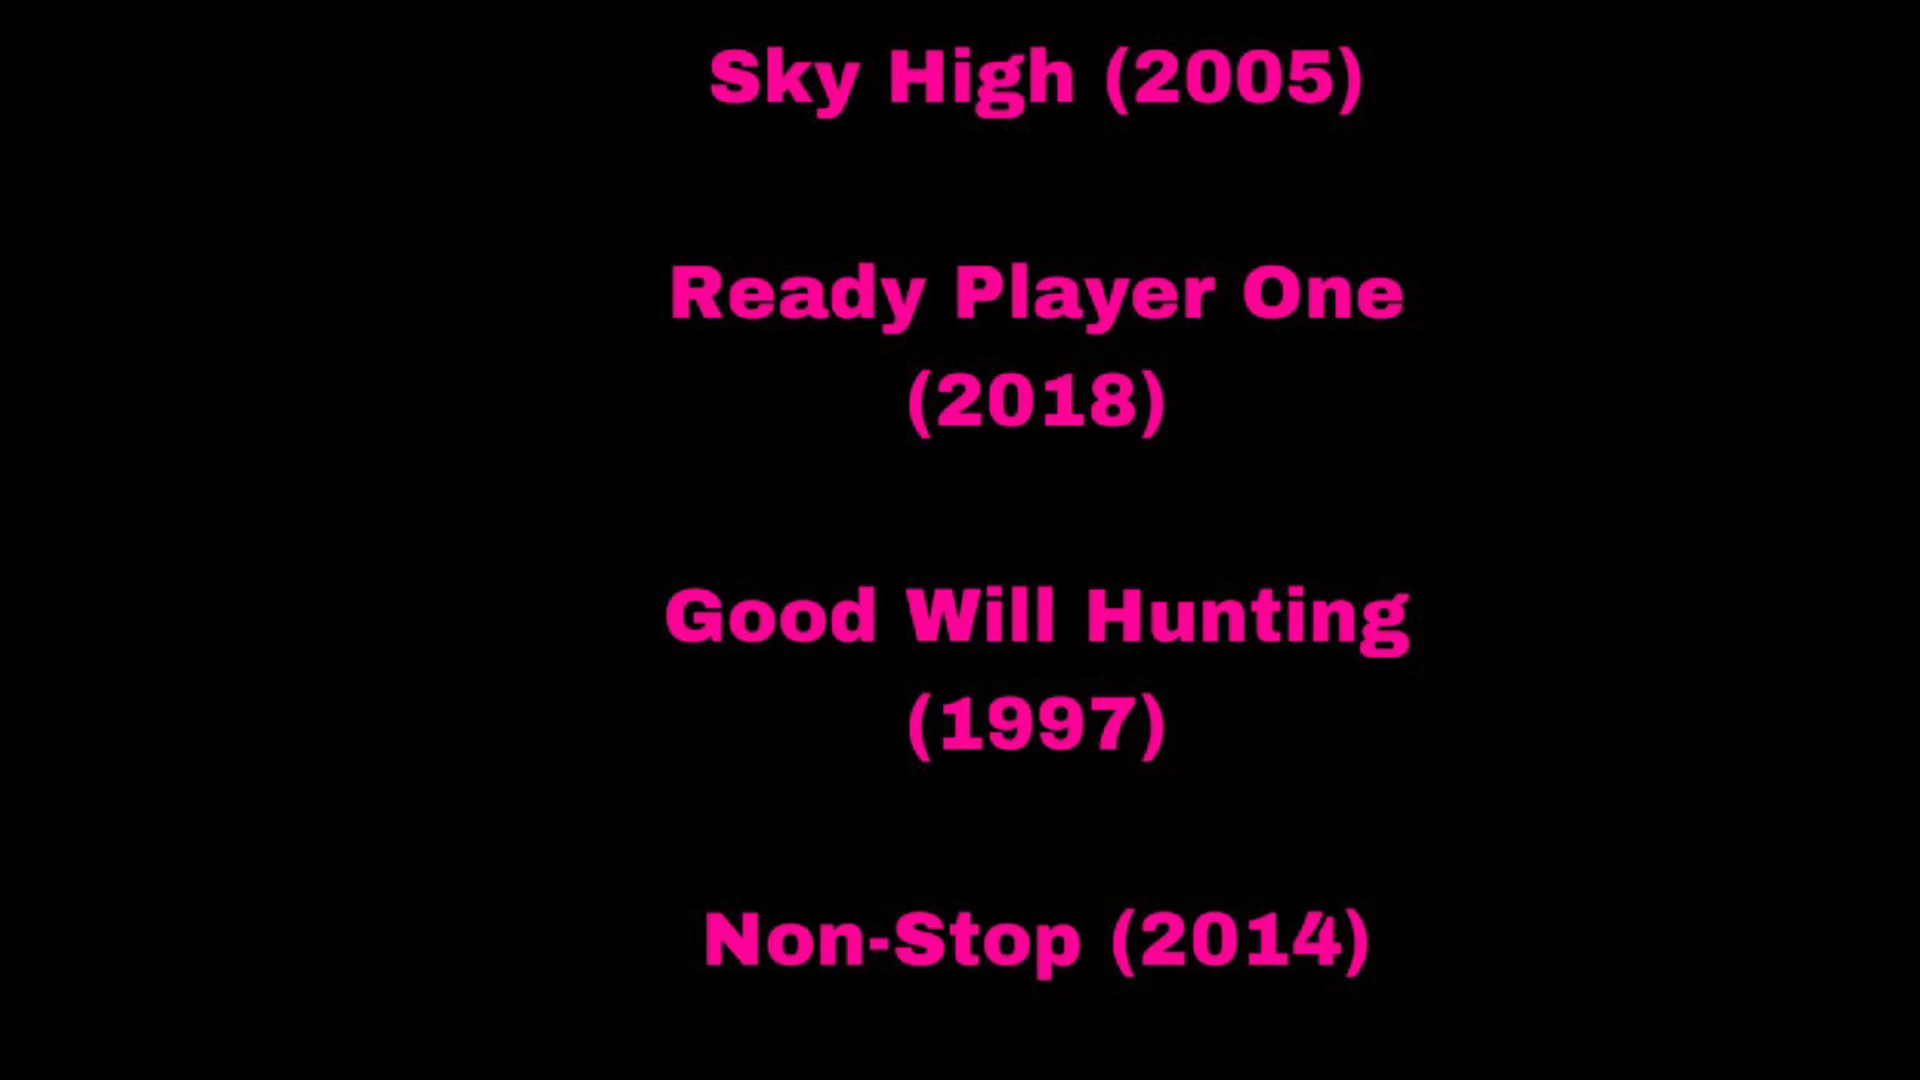 Sky High (2005)
Ready Player One
(2018)
Good Will Hunting
(1997)
Non-Stop (2014)